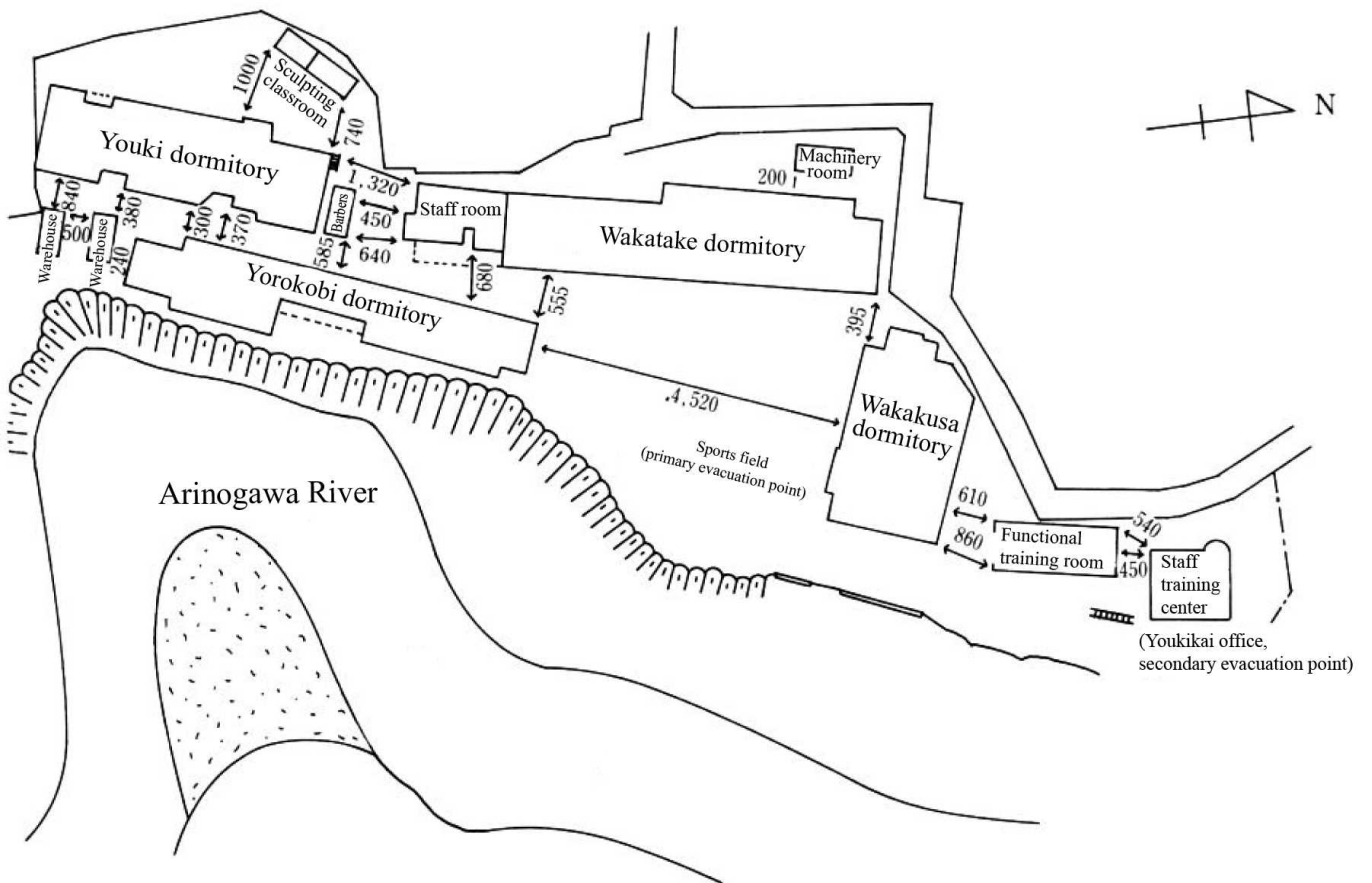 1000
Sculpting
classroom
740
N
Youki dormitory
Machinery
room
200
1,320
Barbers
450
Staff room
Wakatake dormitory
840
500
380
300
370
Warehouse
Warehouse
240
585
640
680
Yorokobi dormitory
555
395
4,520
Wakakusa
dormitory
Sports field
(primary evacuation point)
Arinogawa River
610
860
Functional
training room
540
450
Staff
training
center
(Youkikai office,
secondary evacuation point)